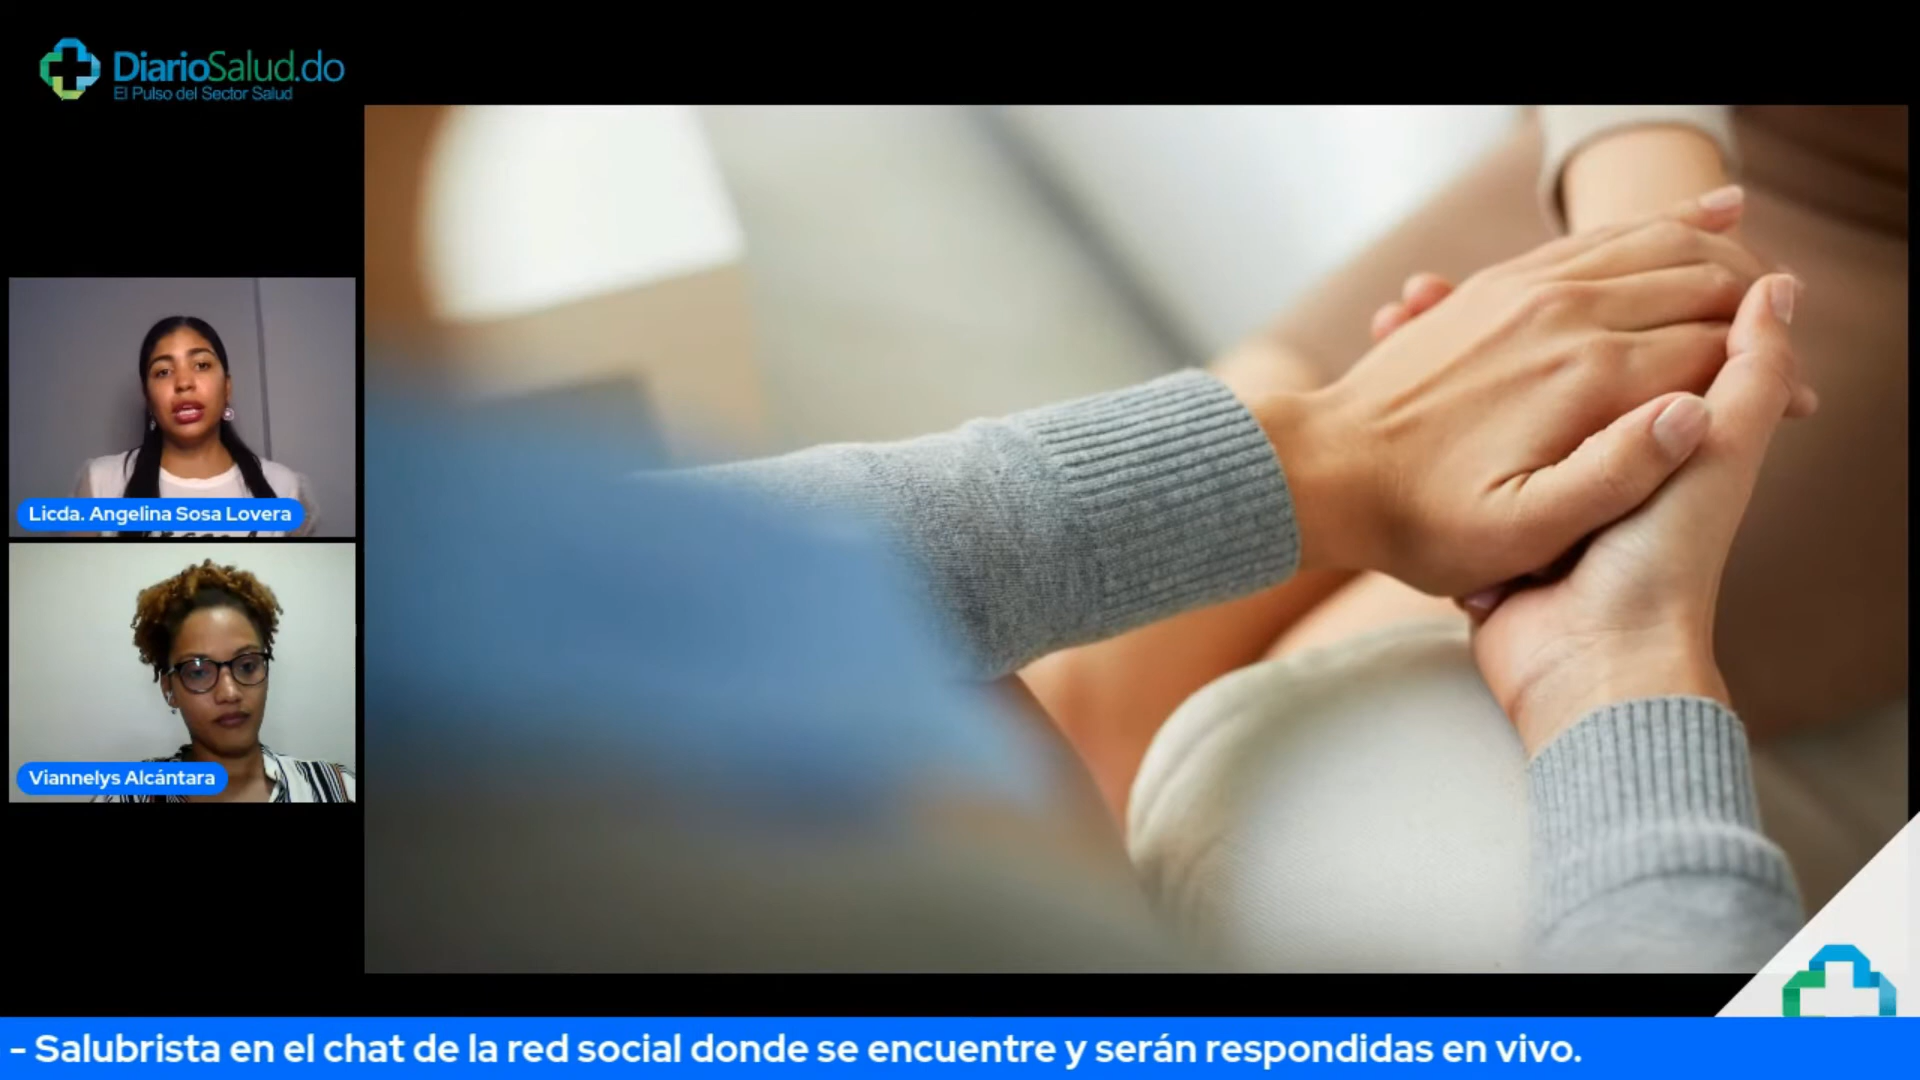 DiarioSalud.do
El Pulso del Sector Salud
Licda. Angelina Sosa Lovera
Viannelys Alcántara
- Salubrista en el chat de la red social donde se encuentre y serán respondidas en vivo.